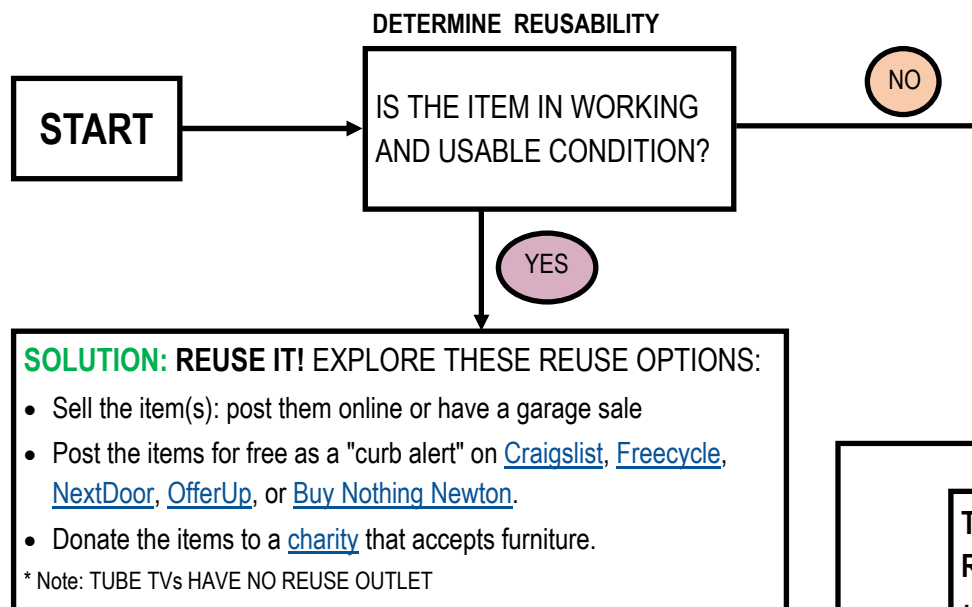 DETERMINE REUSABILITY
START
IS THE ITEM IN WORKING
AND USABLE CONDITION?
NO
YES
SOLUTION: REUSE IT! EXPLORE THESE REUSE OPTIONS:
• Sell the item(s): post them online or have a garage sale
• Post the items for free as a "curb alert" on Craigslist, Freecycle,
NextDoor, OfferUp, or Buy Nothing Newton.
• Donate the items to a charity that accepts furniture.
* Note: TUBE TVs HAVE NO REUSE OUTLET